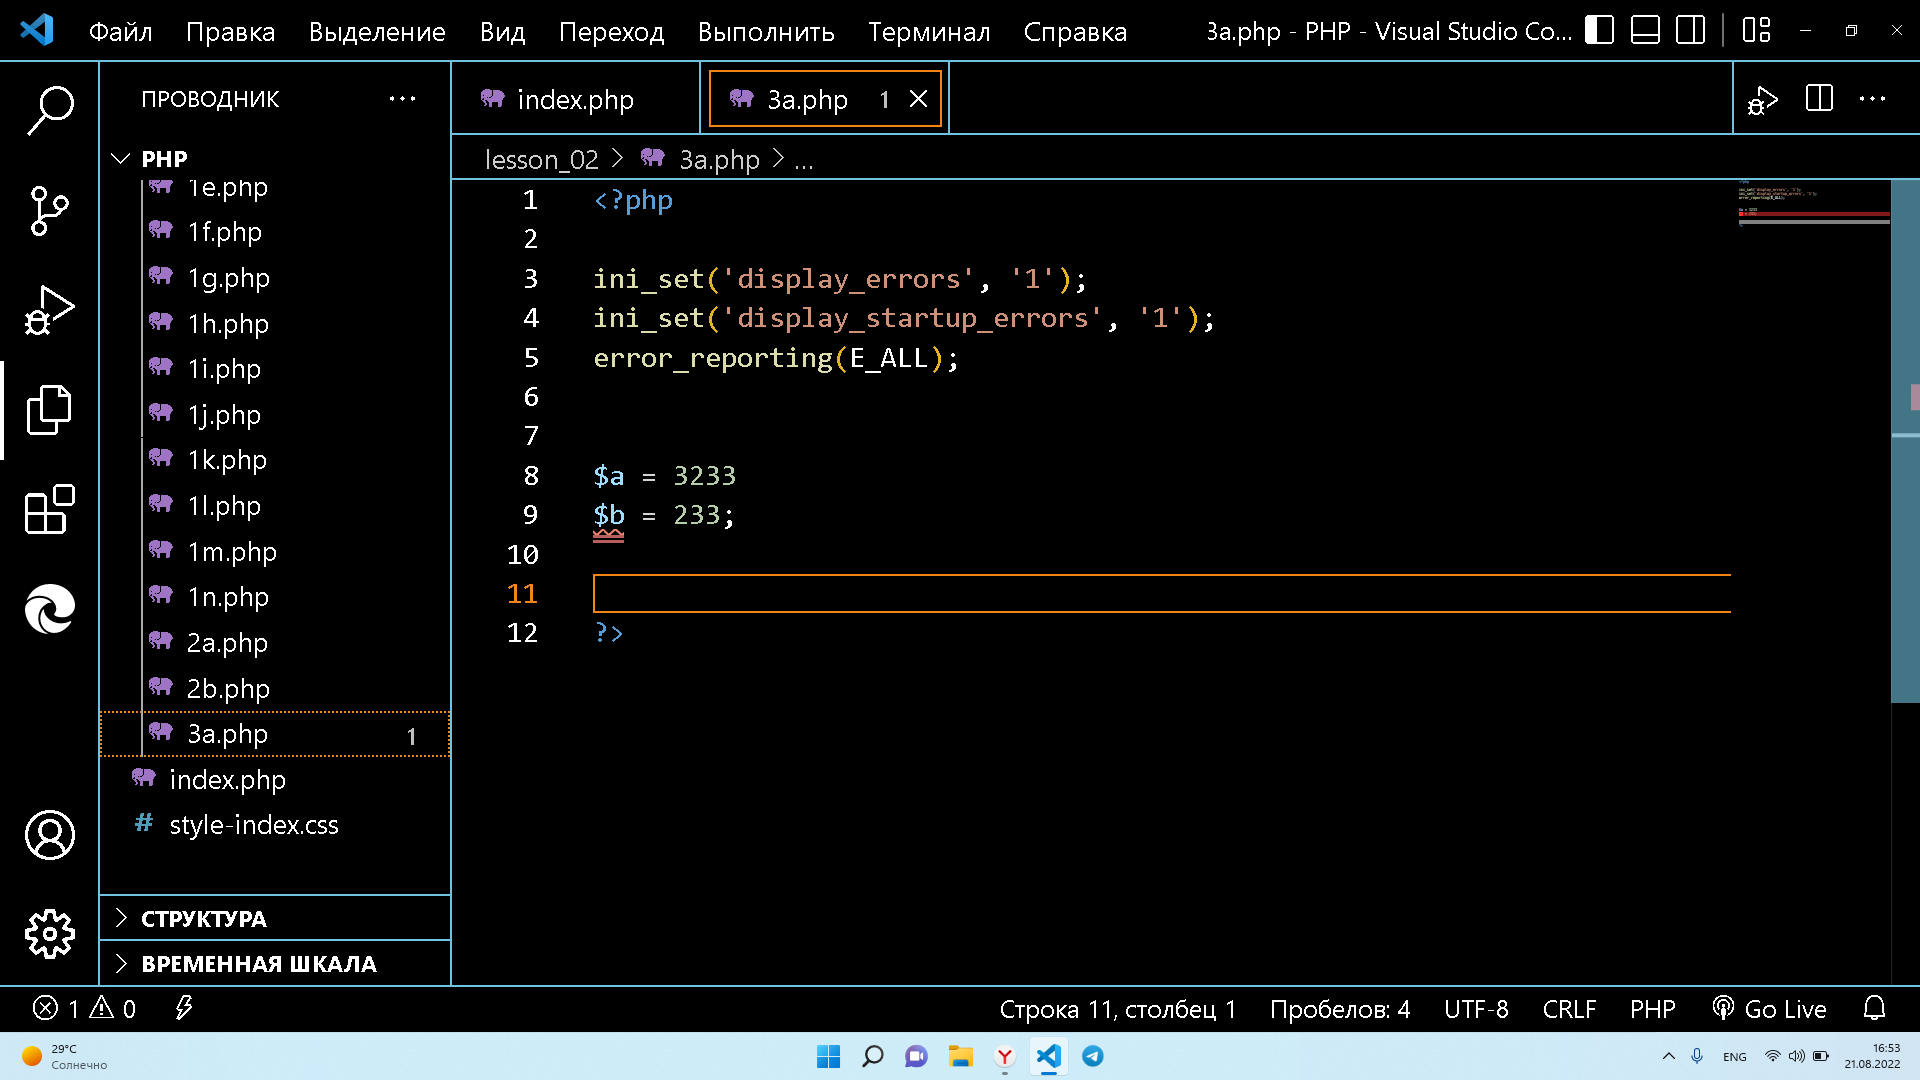 Файл Правка Выделение Вид Переход Выполнить Терминал Справка 3a.php - PHP - Visual Studio Co...
ПРОВОДНИК ...
PHP
1e.php
1f.php
1g.php
1h.php
1i.php
1j.php
1k.php
1l.php
1m.php
1n.php
2a.php
2b.php
3a.php 1
index.php
# style-index.css
СТРУКТУРА
ВРЕМЕННАЯ ШКАЛА
index.php 3a.php 1
lesson_02 > 3a.php > ...
1 <?php
2
3 ini_set('display_errors', '1');
4 ini_set('display_startup_errors', '1');
5 error_reporting(E_ALL);
6
7
8 $a = 3233
9 $b = 233;
10
11
12 ?>
1 0 Строка 11, столбец 1 Пробелов: 4 UTF-8 CRLF PHP Go Live
29°C
Солнечно
ENG
16:53
21.08.2022